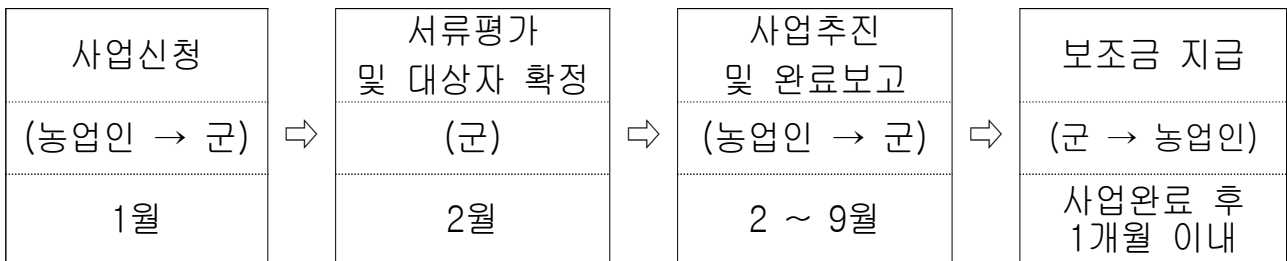 사업신청
(농업인 → 군)
1월
⇨
서류평가
및 대상자 확정
(군)
2월
⇨
사업추진
및 완료보고
(농업인 → 군)
2 ~ 9월
⇨
보조금 지급
(군 → 농업인)
사업완료 후
1개월 이내